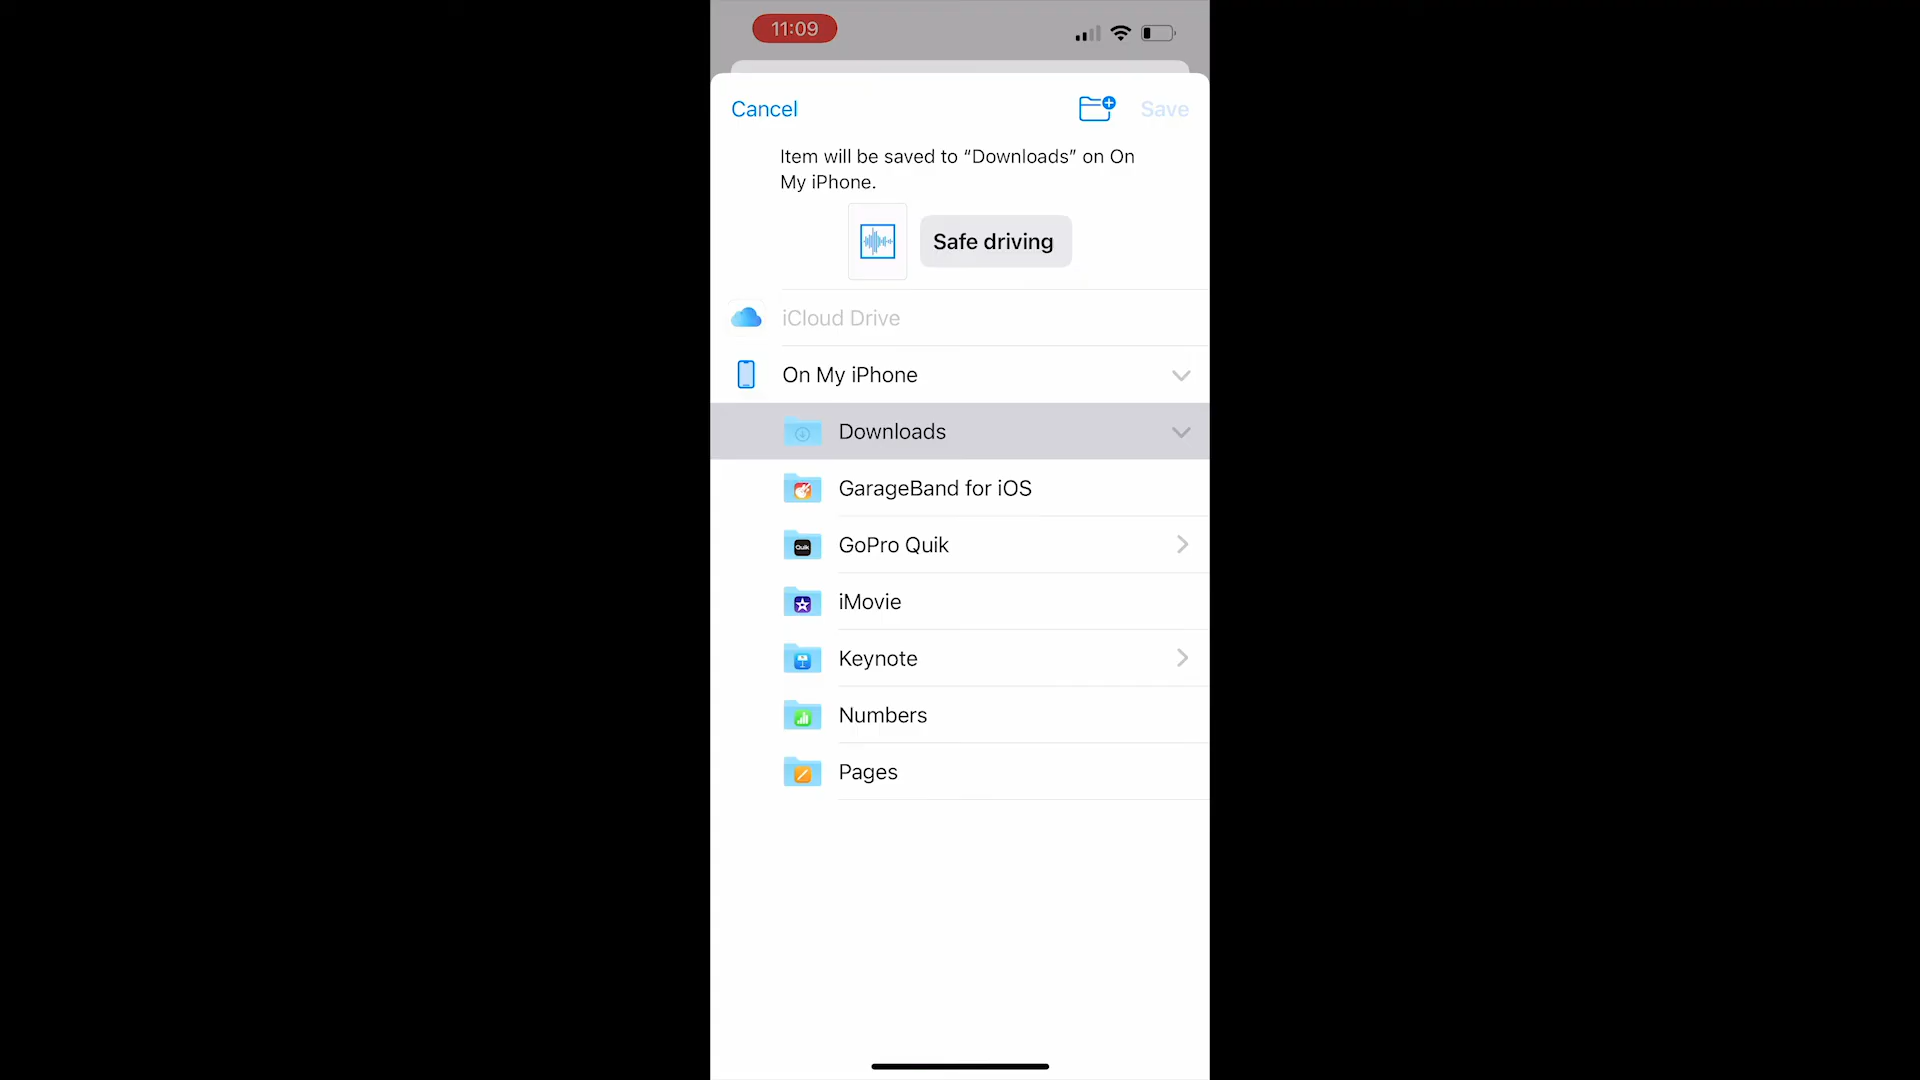 11:09
Cancel
Save
Item will be saved to “Downloads” on On
My iPhone.
Safe driving
iCloud Drive
On My iPhone
Downloads
GarageBand for iOS
Quik
GoPro Quik
iMovie
Keynote
Numbers
Pages